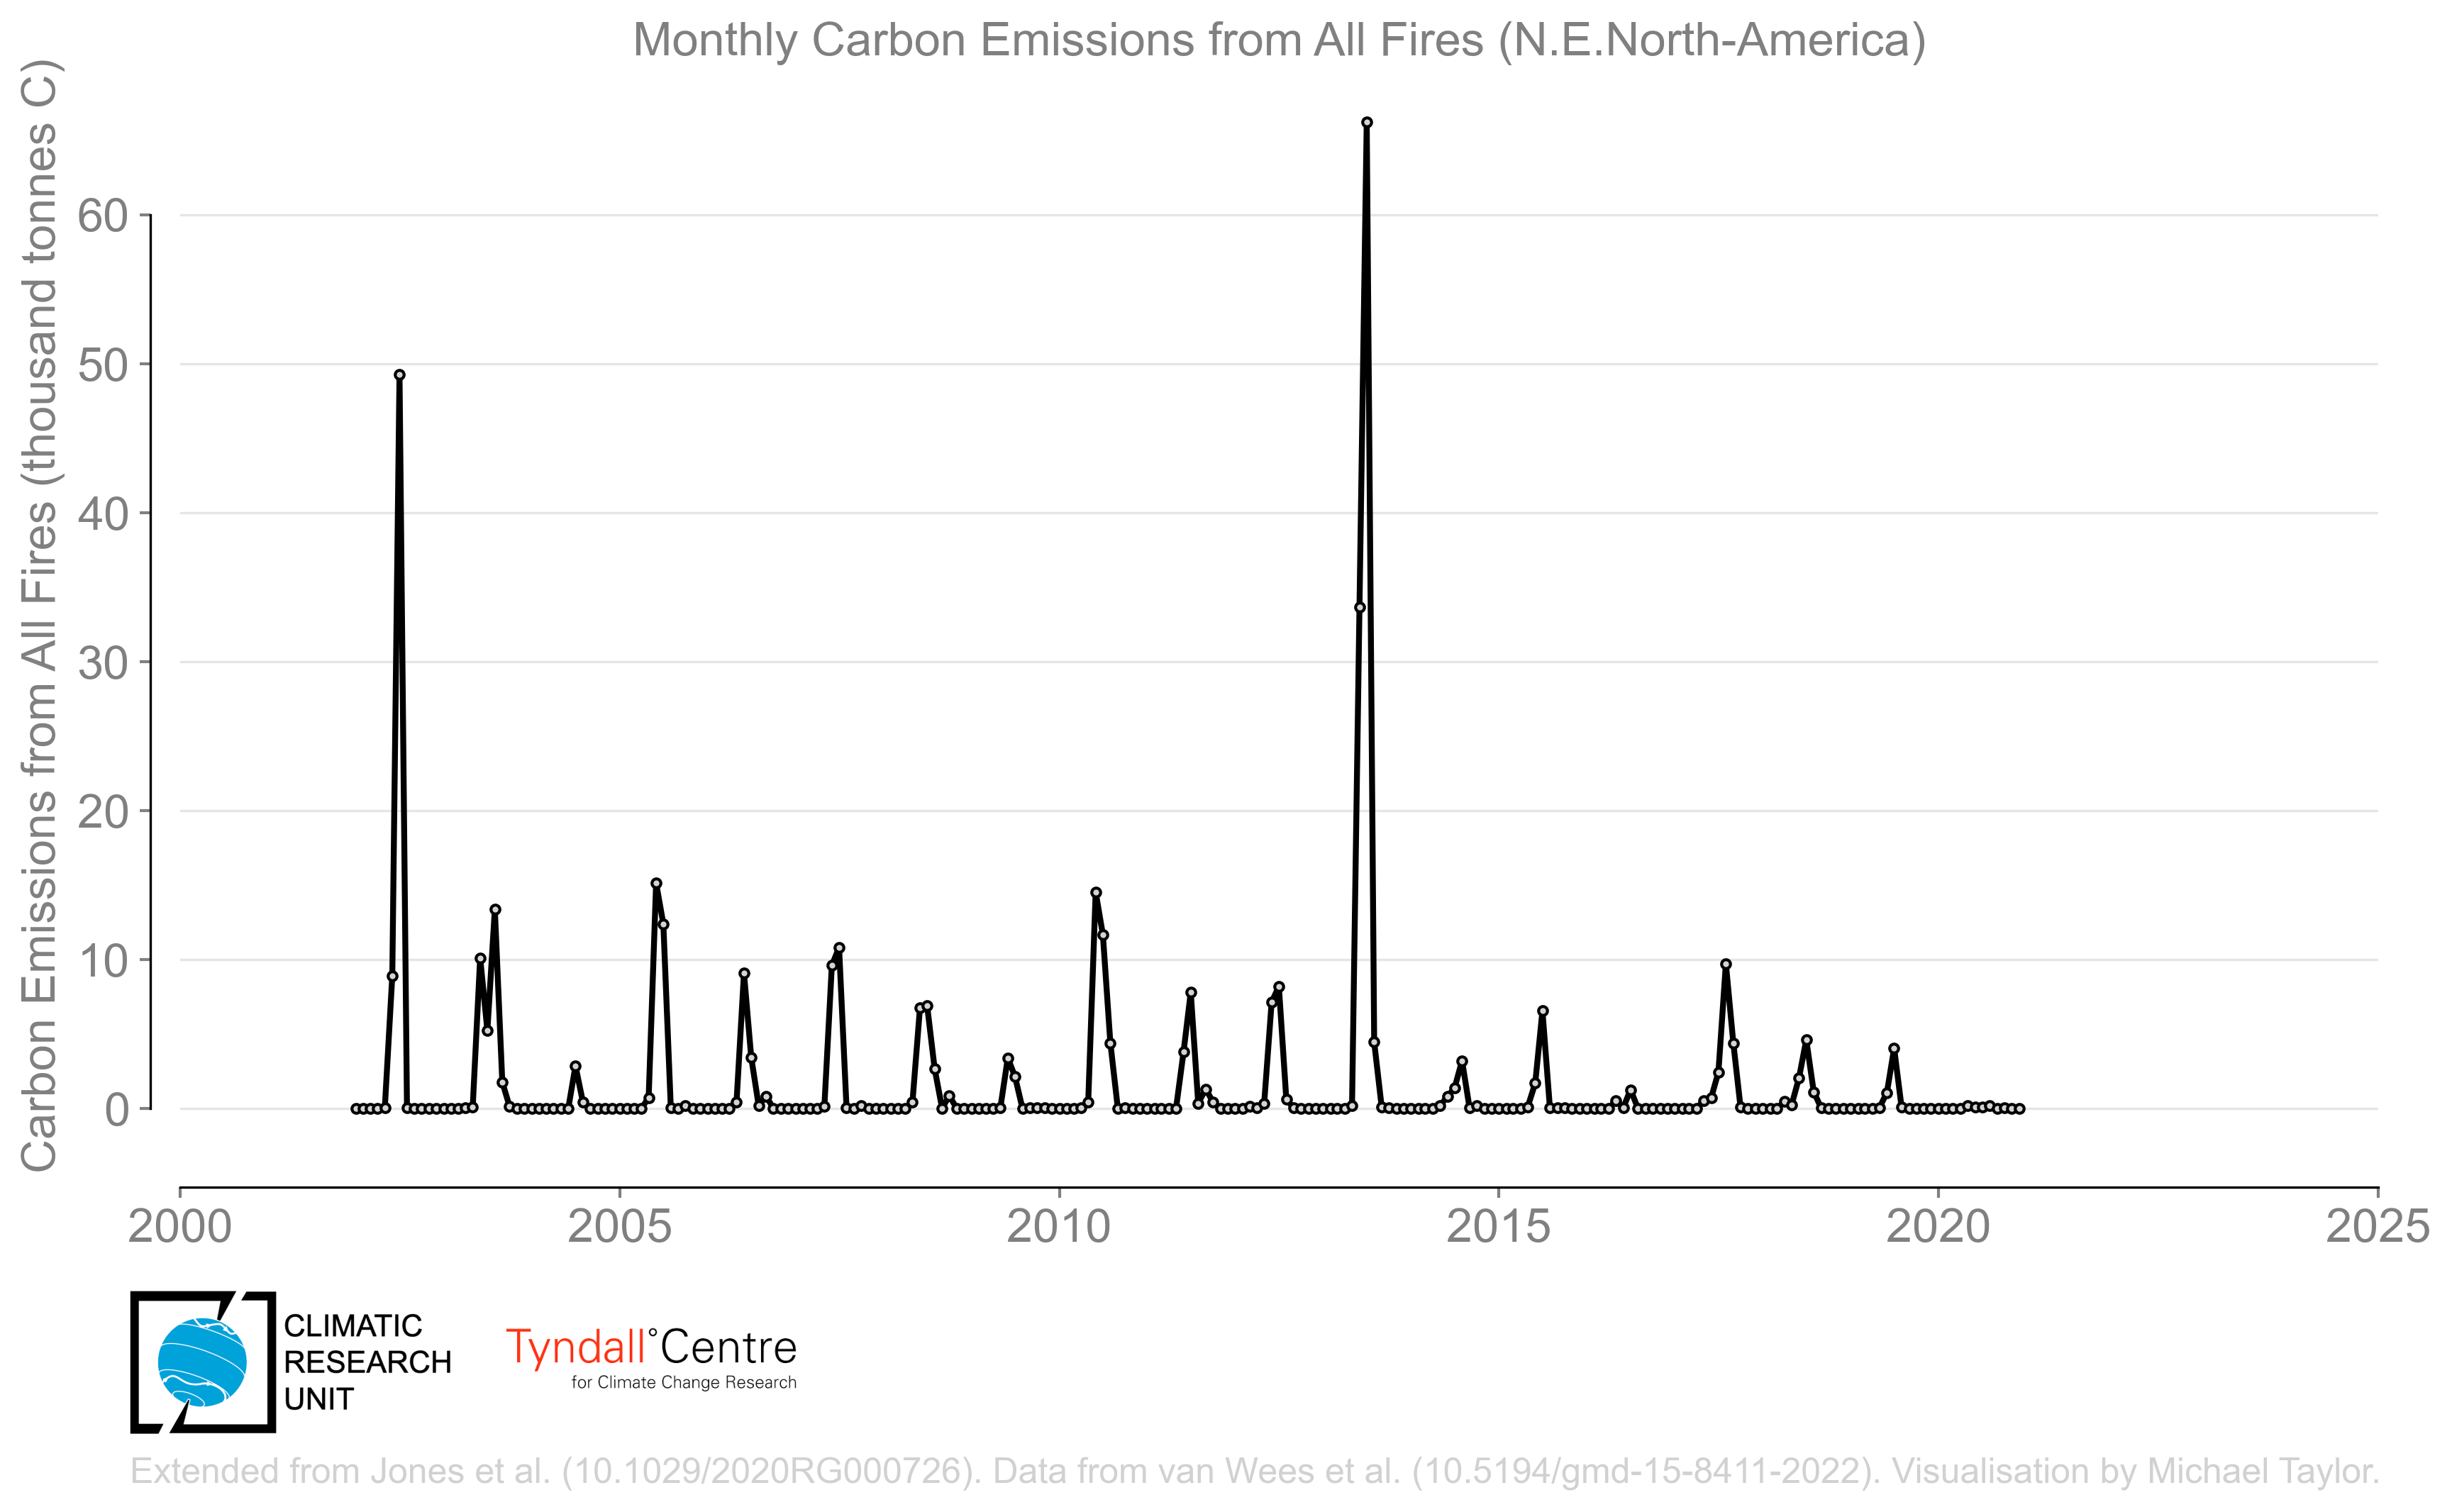 Monthly Carbon Emissions from All Fires (N.E.North-America)
Carbon Emissions from All Fires (thousand tonnes C)
60
50
40
30
20
10
0
2000 2005 2010 2015 2020 2025
CLIMATIC
RESEARCH
UNIT
Tyndall°Centre
for Climate Change Research
Extended from Jones et al. (10.1029/2020RG000726). Data from van Wees et al. (10.5194/gmd-15-8411-2022). Visualisation by Michael Taylor.